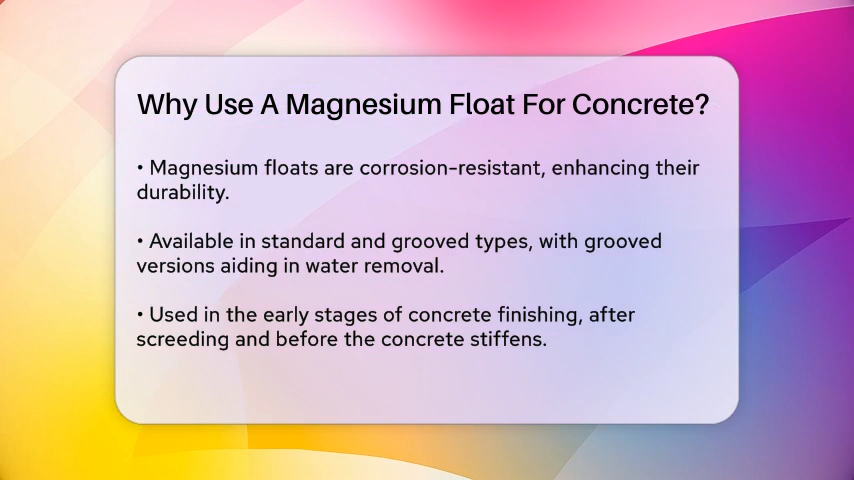 Why Use A Magnesium Float For Concrete?
• Magnesium floats are corrosion-resistant, enhancing their
durability.
• Available in standard and grooved types, with grooved
versions aiding in water removal.
• Used in the early stages of concrete finishing, after
screeding and before the concrete stiffens.